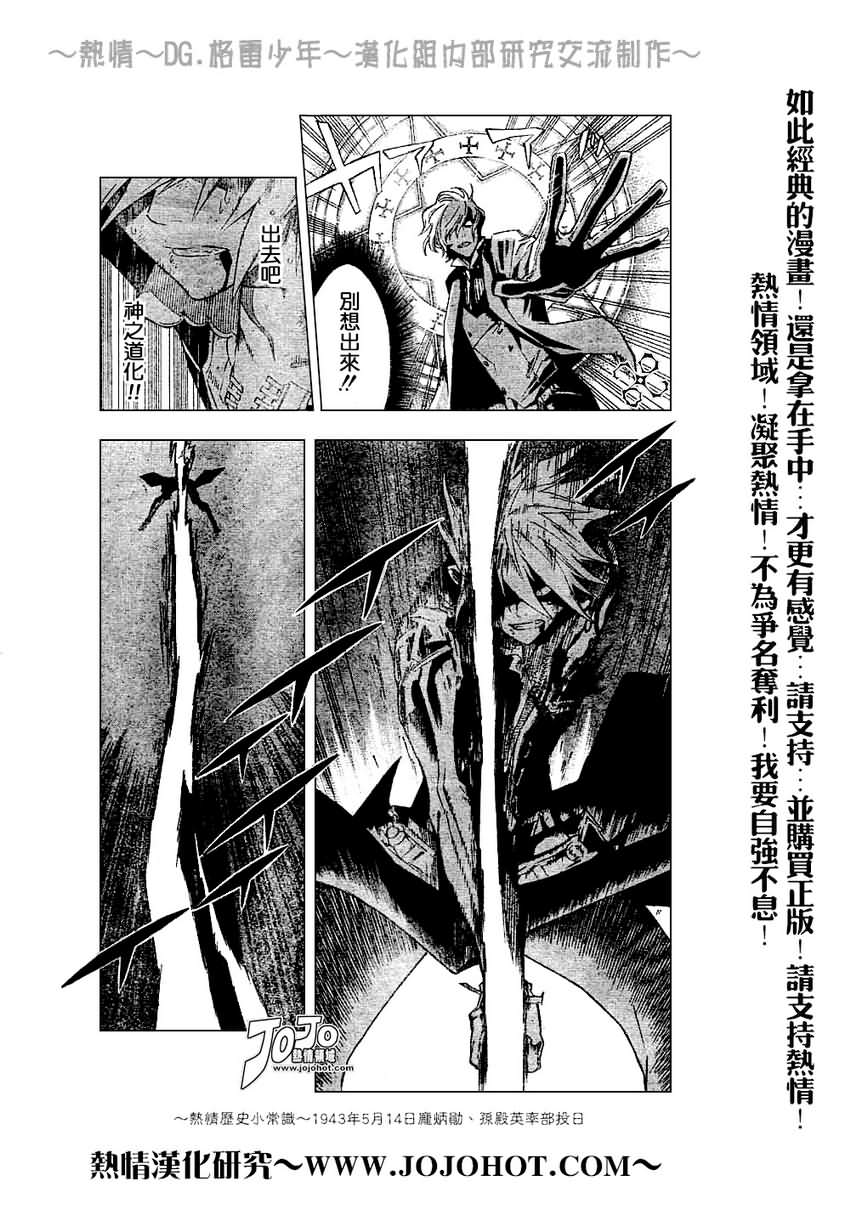 ～熱情～DG.格雷少年～漢化組內部研究交流制作～
如此經典的漫畫！還是拿在手中…才更有感覺…請支持…並購買正版！請支持熱情！
熱情領域！凝聚熱情！不為爭名奪利！我要自強不息！
別想出來!!
出去吧
神之道化!!
JOJO
熱情領域
www.jojohot.com
～熱情歷史小常識～1943年5月14日龐炳勛、孫殿英率部投日
熱情漢化研究～WWW.JOJOHOT.COM～